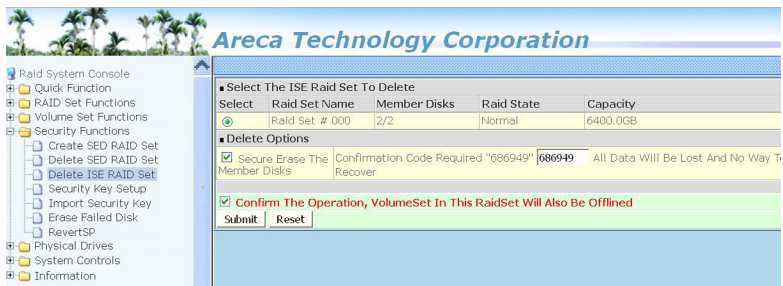 Areca Technology Corporation
Raid System Console
Quick Function
RAID Set Functions
Volume Set Functions
Security Functions
Create SED RAID Set
Delete SED RAID Set
Delete ISE RAID Set
Security Key Setup
Import Security Key
Erase Failed Disk
RevertSP
Physical Drives
System Controls
Information
Select The ISE Raid Set To Delete
Select Raid Set Name Member Disks Raid State Capacity
Raid Set # 000 2/2 Normal 6400.0GB
Delete Options
Secure Erase The Member Disks
Confirmation Code Required "686949" 686949 All Data Will Be Lost And No Way T
Recover
Confirm The Operation, VolumeSet In This RaidSet Will Also Be Offlined
Submit Reset